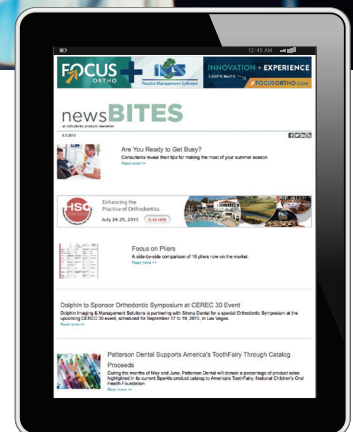 12:45 AM
FOCUS
ORTHO
+
Practice Management Software
INNOVATION + EXPERIENCE
LEARN MORE
FOCUSORTHO.COM
newsBITES
an orthodontic products newsletter
Are You Ready to Get Busy?
Consultants reveal their tips for making the most of your summer season
Read more >>
HSO
Enhancing the
Practice of Orthodontics.
July 24-25, 2015
CLICK HERE
Focus on Pliers
A side-by-side comparison of 18 pliers now on the market.
Read more >>
Dolphin to Sponsor Orthodontic Symposium at CEREC 30 Event
Dolphin Imaging & Management Solutions is partnering with Sirona Dental for a special Orthodontic Symposium at the
upcoming CEREC 30 event, scheduled for September 17 to 19, 2015, in Las Vegas.
Read more >>
Patterson Dental Supports America's ToothFairy Through Catalog
Proceeds
During the months of May and June, Patterson Dental will donate a percentage of product sales
highlighted in its current Sparkle product catalog to America's ToothFairy, National Children's Oral
Health Foundation.
Read more >>